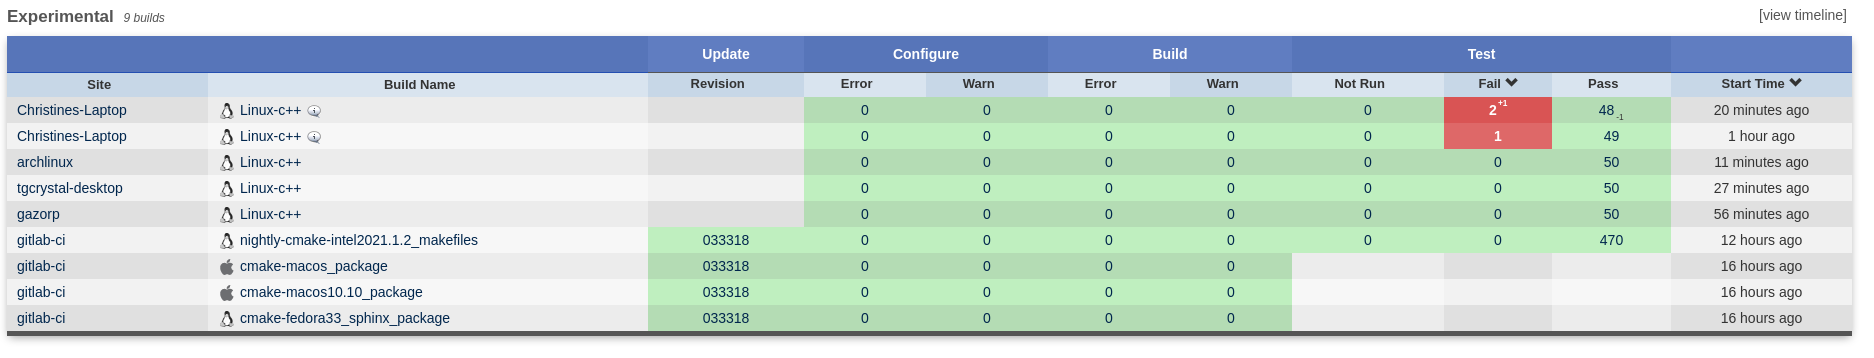 Experimental 9 builds [view timeline]
Update Configure Build Test
Site Build Name Revision Error Warn Error Warn Not Run Fail Pass Start Time
Christines-Laptop Linux-c++ 0 0 0 0 0 2 +1 48 -1 20 minutes ago
Christines-Laptop Linux-c++ 0 0 0 0 0 1 49 1 hour ago
archlinux Linux-c++ 0 0 0 0 0 0 50 11 minutes ago
tgcrystal-desktop Linux-c++ 0 0 0 0 0 0 50 27 minutes ago
gazorp Linux-c++ 0 0 0 0 0 0 50 56 minutes ago
gitlab-ci nightly-cmake-intel2021.1.2_makefiles 033318 0 0 0 0 0 0 470 12 hours ago
gitlab-ci cmake-macos_package 033318 0 0 0 0 16 hours ago
gitlab-ci cmake-macos10.10_package 033318 0 0 0 0 16 hours ago
gitlab-ci cmake-fedora33_sphinx_package 033318 0 0 0 0 16 hours ago